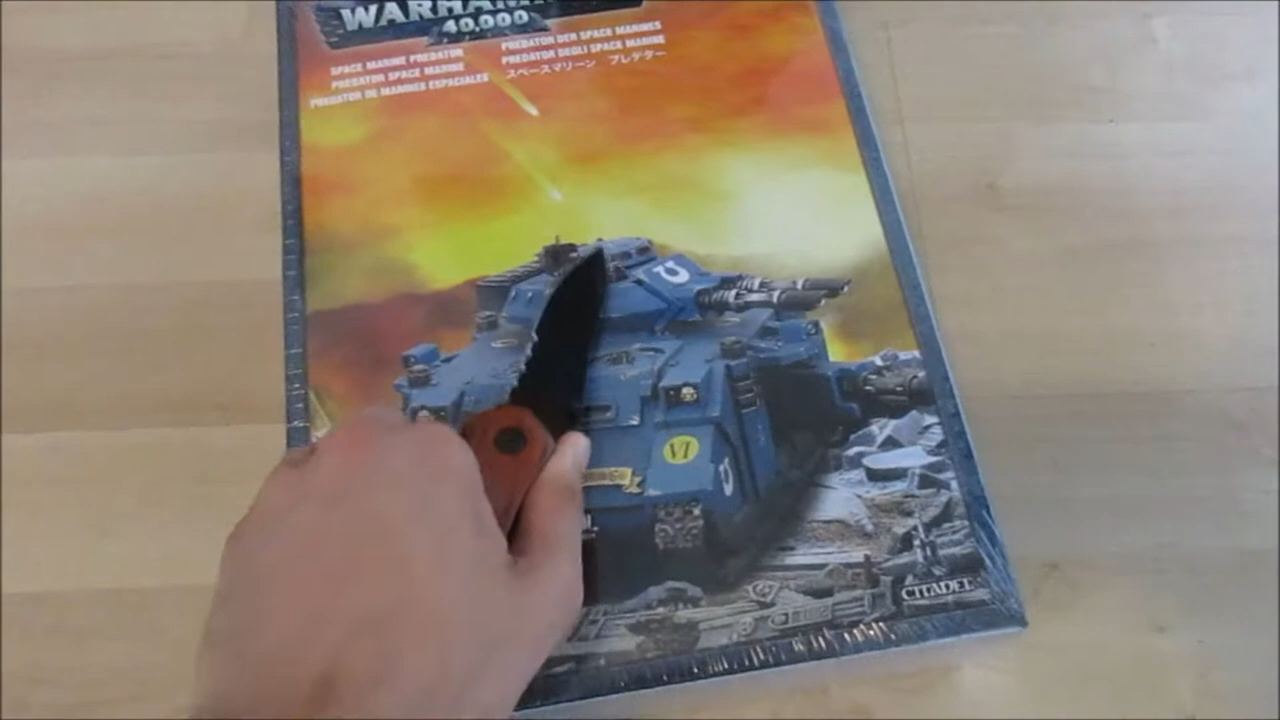 WARHAMM
40,000
SPACE MARINE PREDATOR
PREDATOR SPACE MARINE
PREDATOR DE MARINES ESPACIALES
PREDATOR DER SPACE MARINES
PREDATOR DEGLI SPACE MARINE
スペースマリーン プレデター
VI
CITADEL